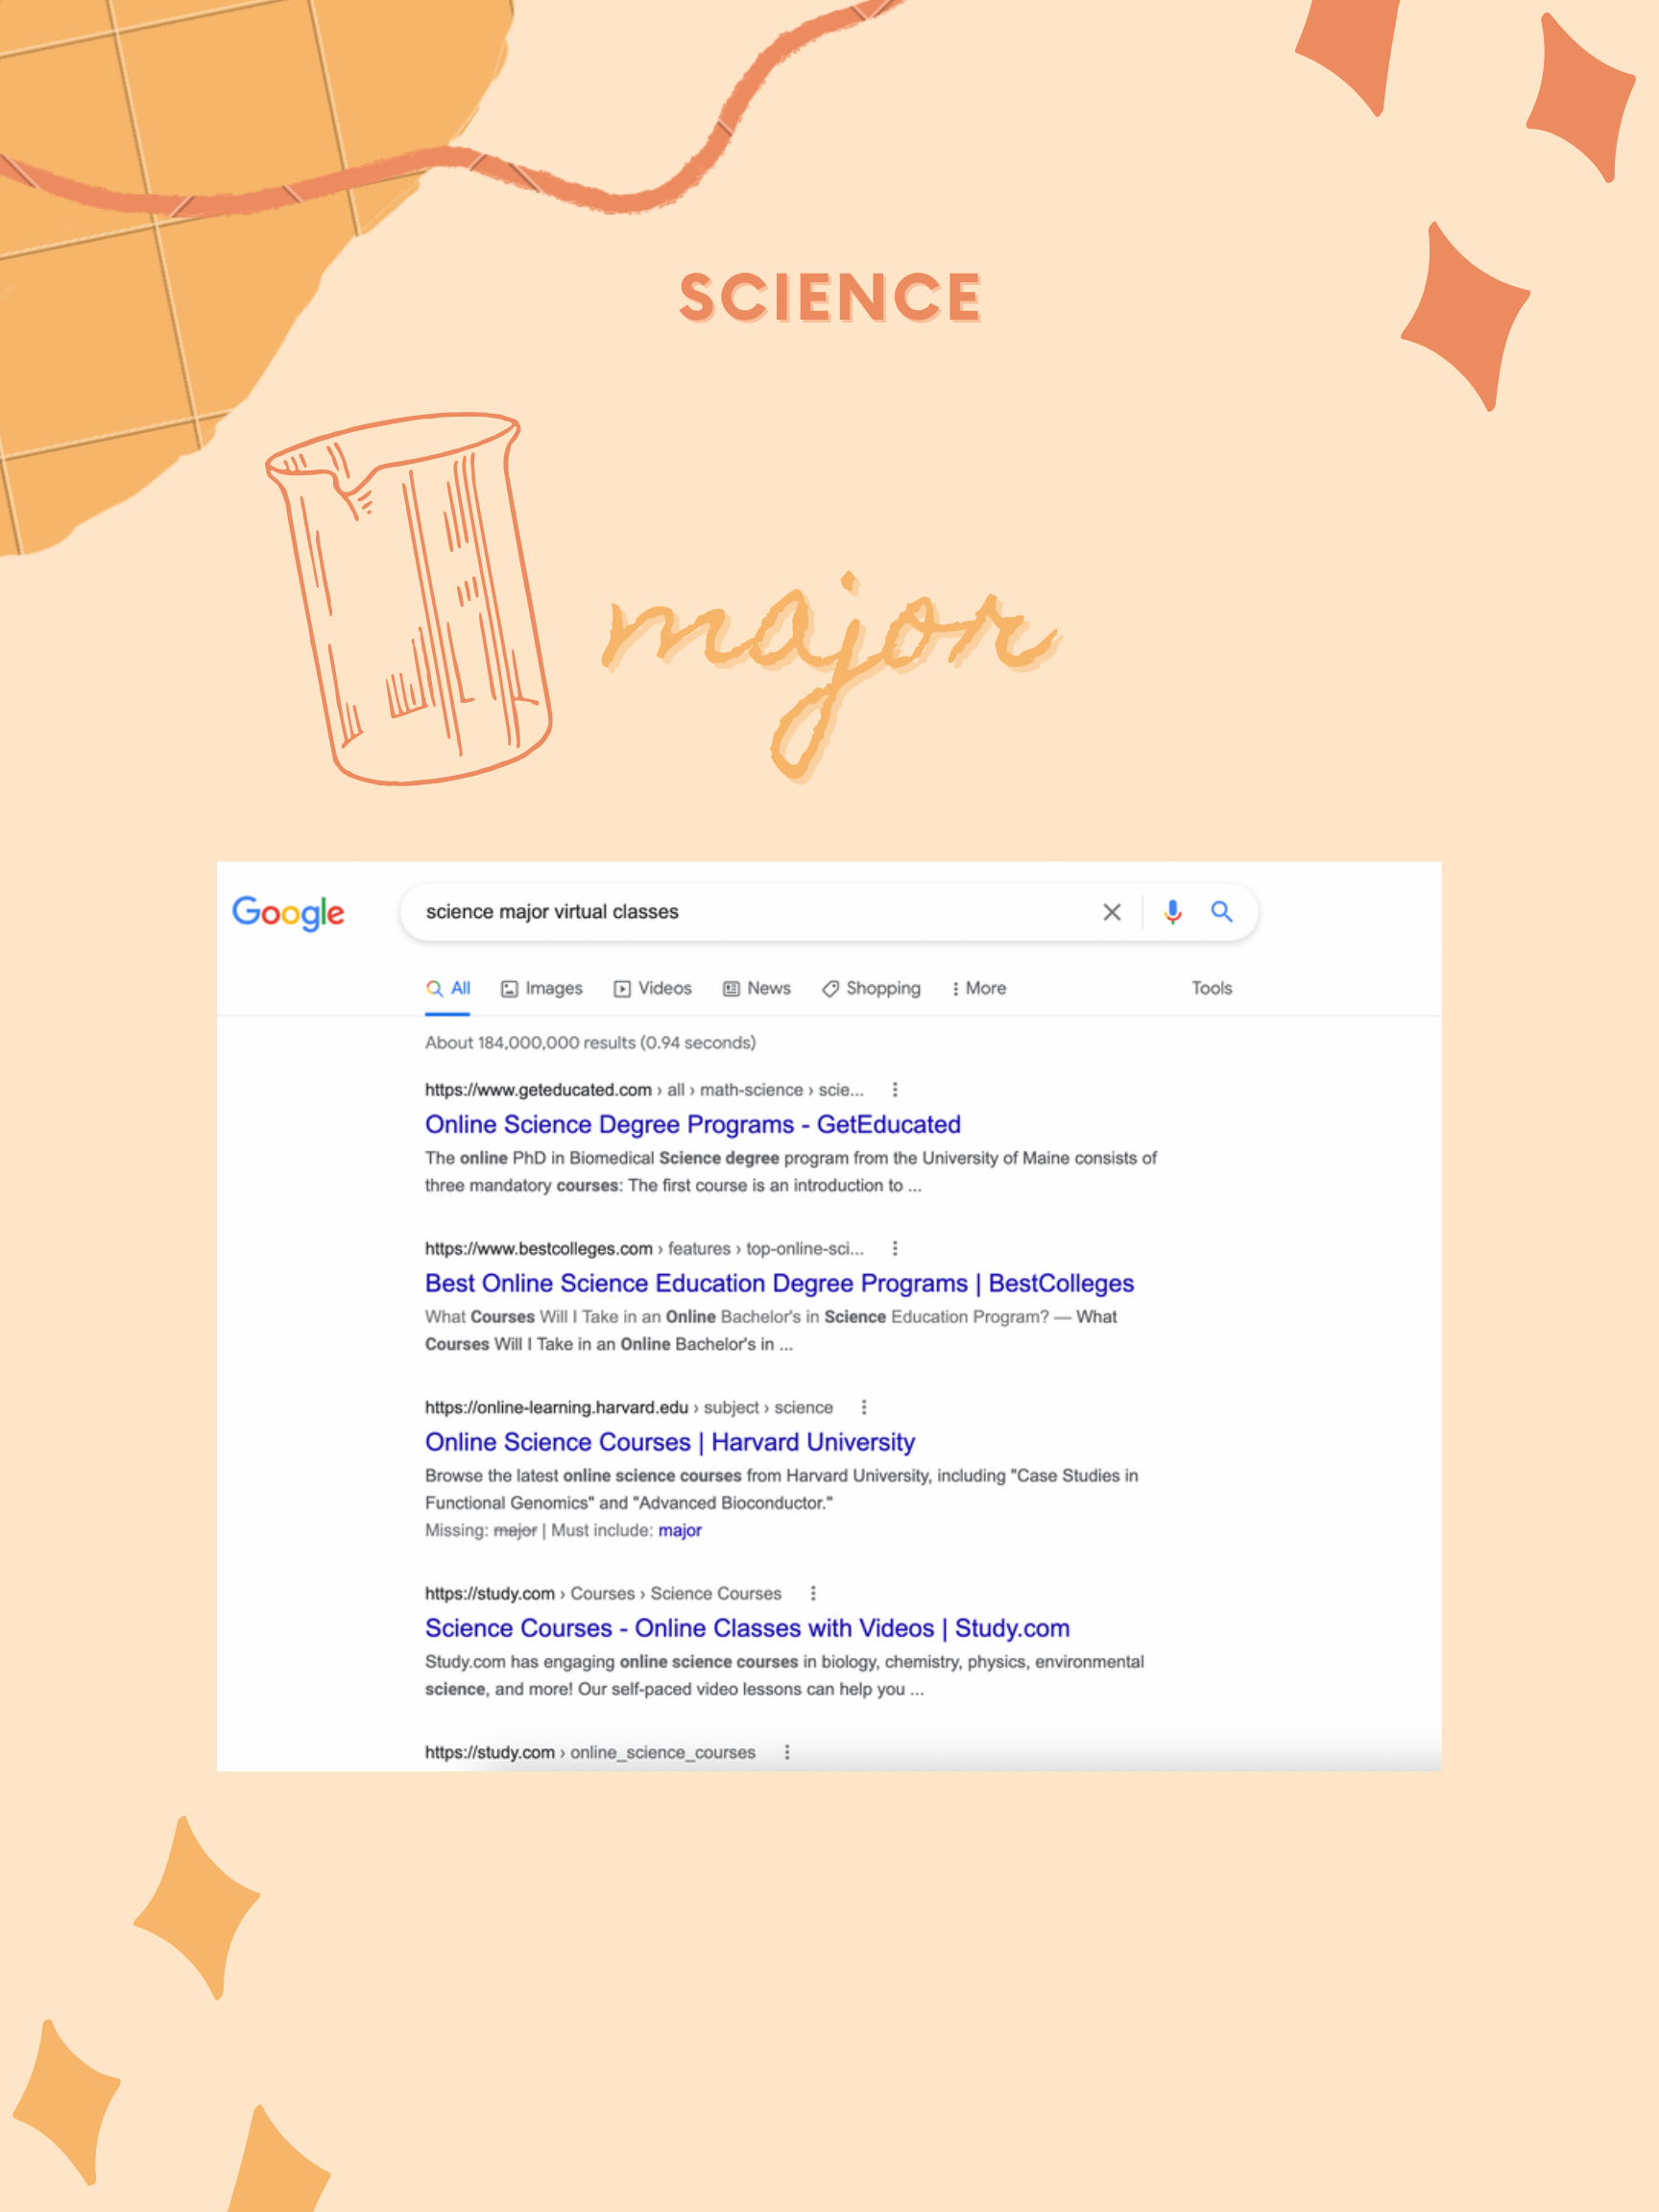 SCIENCE
major
Google
science major virtual classes
All Images Videos News Shopping More Tools
About 184,000,000 results (0.94 seconds)
https://www.geteducated.com › all › math-science › scie...
Online Science Degree Programs - GetEducated
The online PhD in Biomedical Science degree program from the University of Maine consists of
three mandatory courses: The first course is an introduction to ...
https://www.bestcolleges.com › features › top-online-sci...
Best Online Science Education Degree Programs | BestColleges
What Courses Will I Take in an Online Bachelor's in Science Education Program? — What
Courses Will I Take in an Online Bachelor's in ...
https://online-learning.harvard.edu › subject › science
Online Science Courses | Harvard University
Browse the latest online science courses from Harvard University, including "Case Studies in
Functional Genomics" and "Advanced Bioconductor."
Missing: major | Must include: major
https://study.com › Courses › Science Courses
Science Courses - Online Classes with Videos | Study.com
Study.com has engaging online science courses in biology, chemistry, physics, environmental
science, and more! Our self-paced video lessons can help you ...
https://study.com › online_science_courses